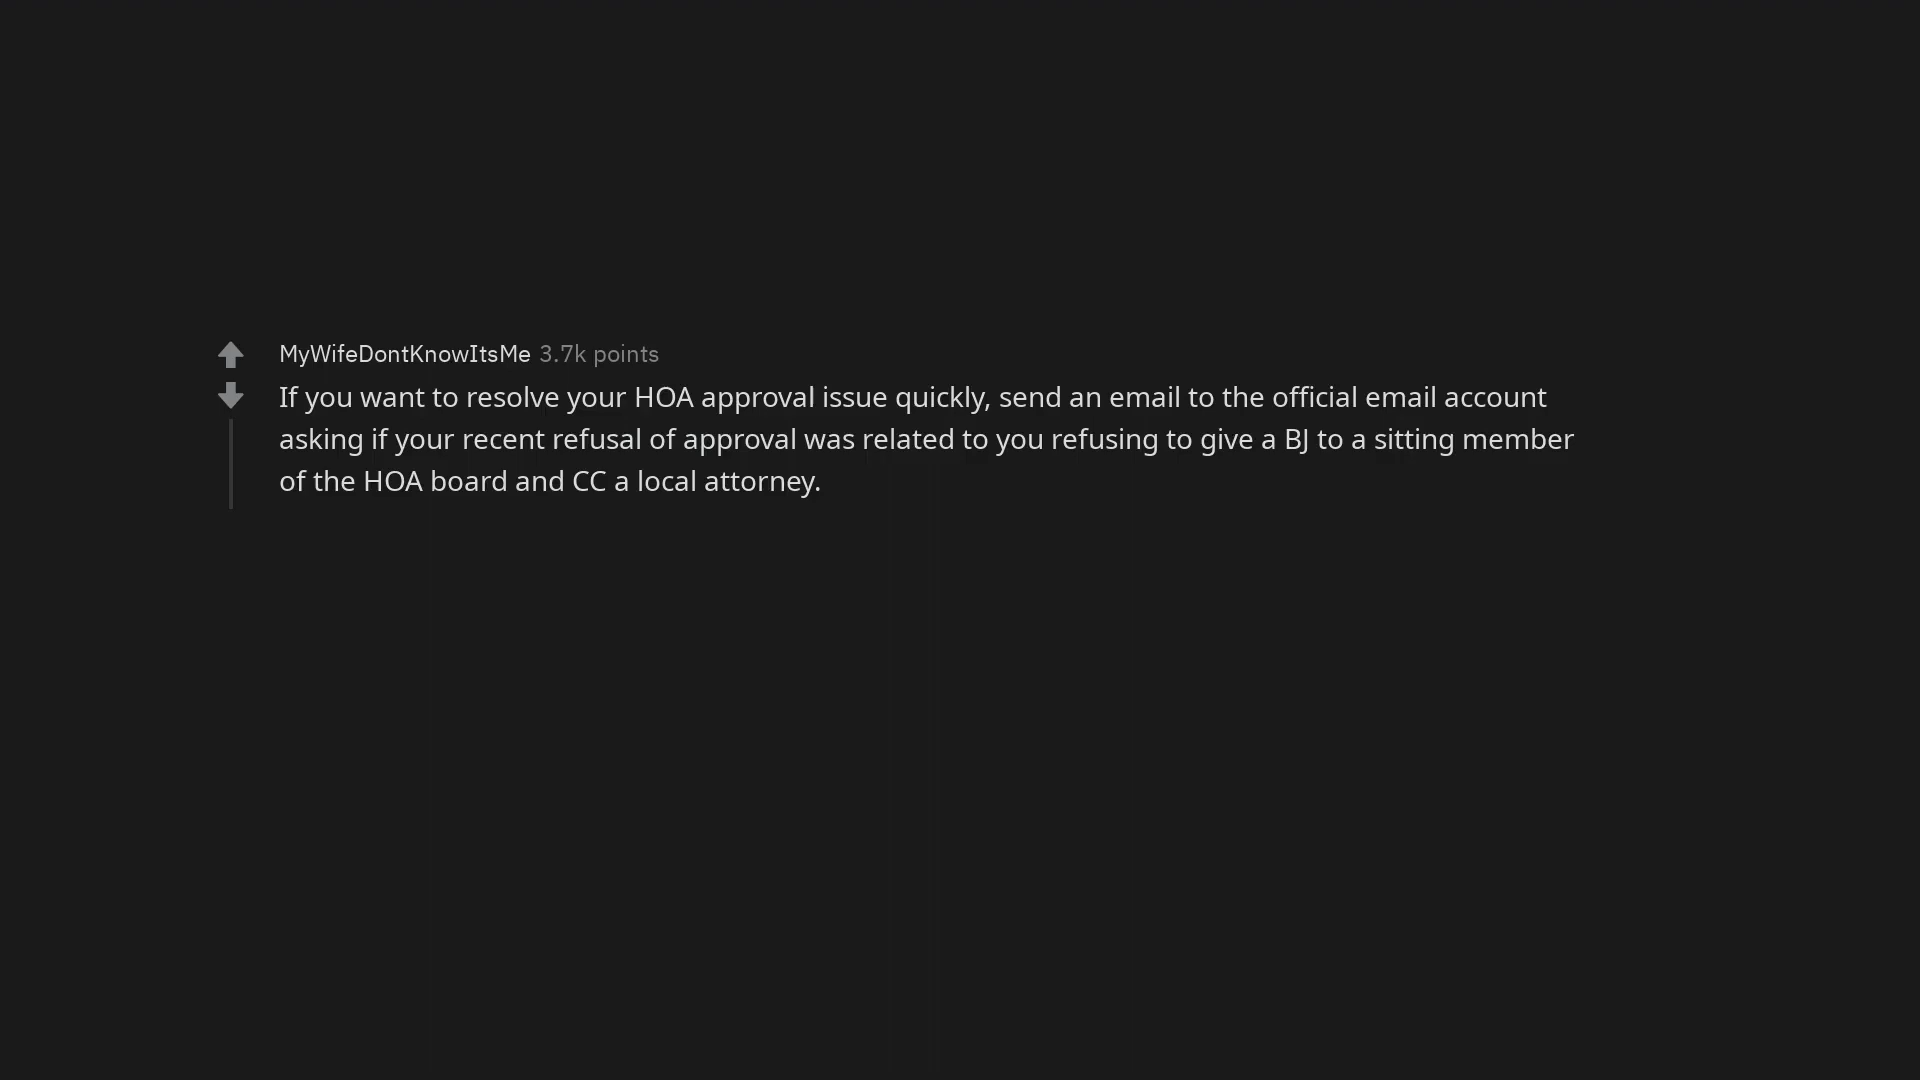 MyWifeDontKnowItsMe 3.7k points
If you want to resolve your HOA approval issue quickly, send an email to the official email account
asking if your recent refusal of approval was related to you refusing to give a BJ to a sitting member
of the HOA board and CC a local attorney.